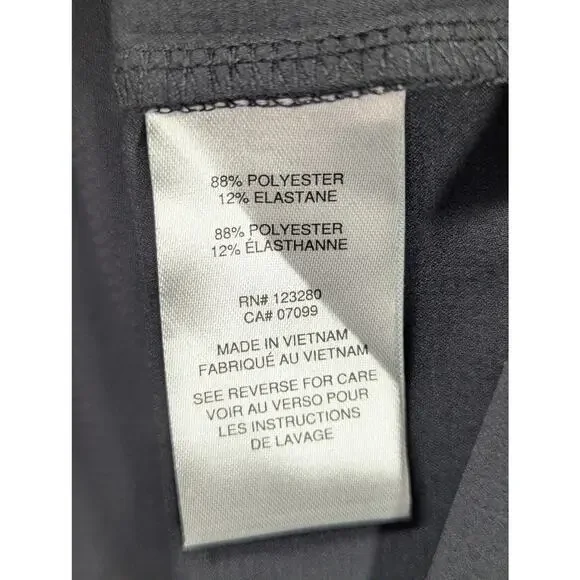 88% POLYESTER
12% ELASTANE
88% POLYESTER
12% ÉLASTHANNE
RN# 123280
CA# 07099
MADE IN VIETNAM
FABRIQUÉ AU VIETNAM
SEE REVERSE FOR CARE
VOIR AU VERSO POUR
LES INSTRUCTIONS
DE LAVAGE